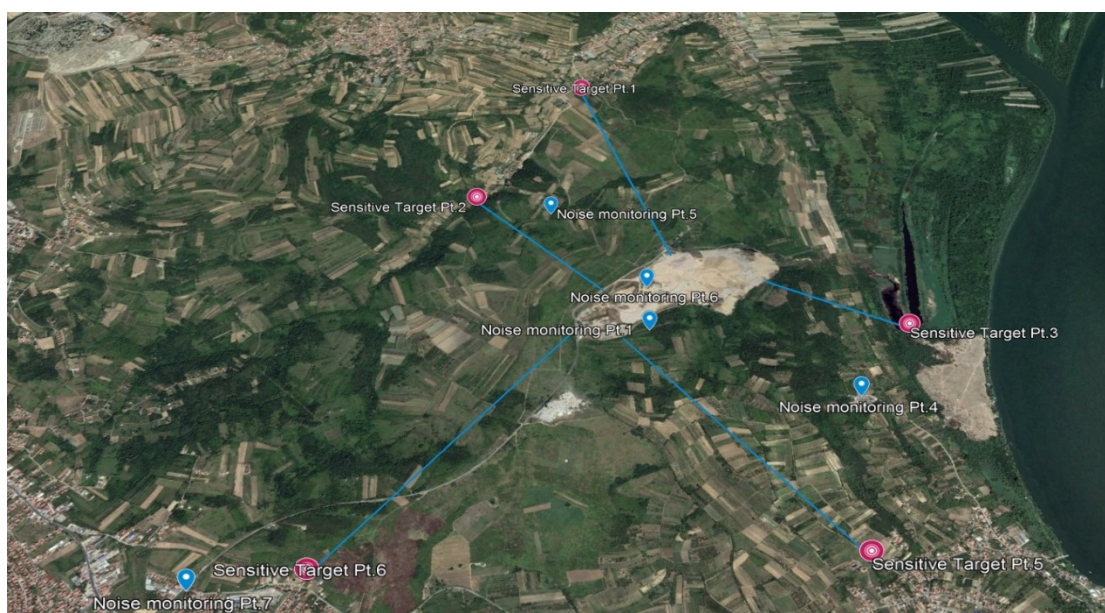 Sensitive Target Pt.1
Sensitive Target Pt.2
Noise monitoring Pt.5
Noise monitoring Pt.6
Noise monitoring Pt.1
Sensitive Target Pt.3
Noise monitoring Pt.4
Sensitive Target Pt.5
Sensitive Target Pt.6
Noise monitoring Pt.7